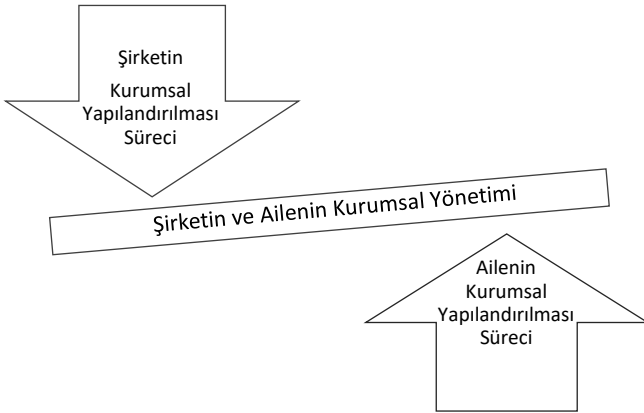 Şirketin
Kurumsal
Yapılandırılması
Süreci
Şirketin ve Ailenin Kurumsal Yönetimi
Ailenin
Kurumsal
Yapılandırılması
Süreci